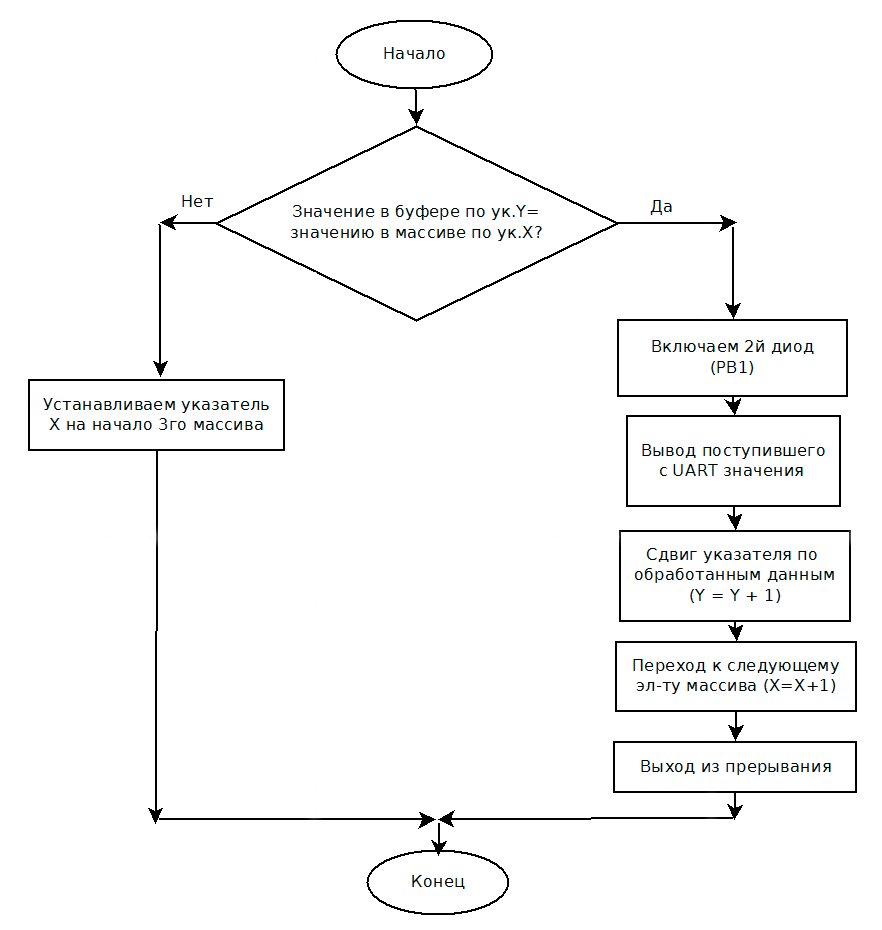 Начало
Значение в буфере по ук.Y=
значению в массиве по ук.X?
Нет
Да
Устанавливаем указатель
X на начало 3го массива
Включаем 2й диод
(PB1)
Вывод поступившего
с UART значения
Сдвиг указателя по
обработанным данным
(Y = Y + 1)
Переход к следующему
эл-ту массива (X=X+1)
Выход из прерывания
Конец